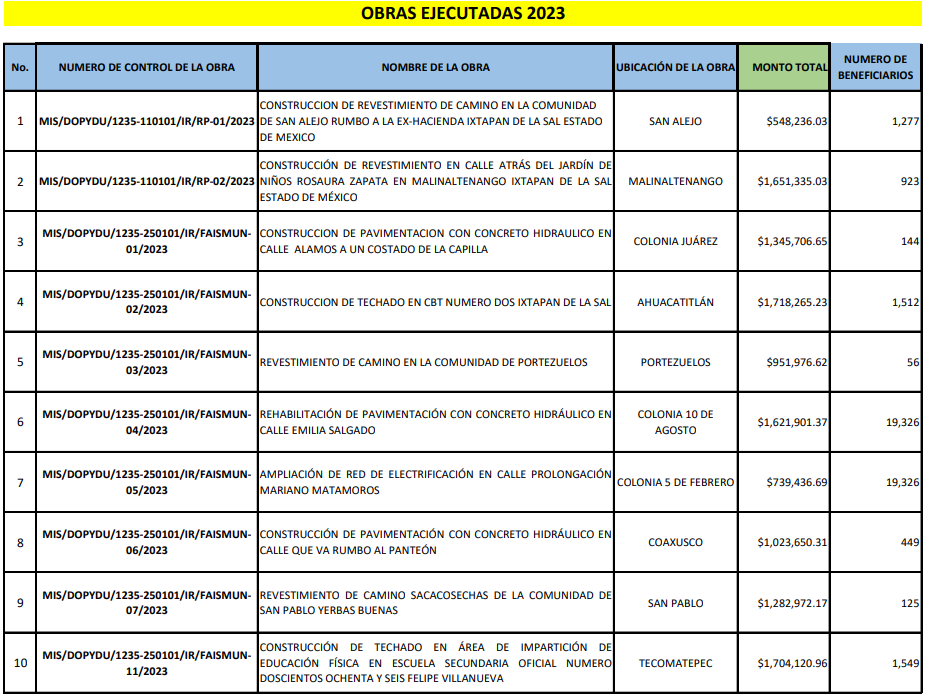 OBRAS EJECUTADAS 2023
No.
NUMERO DE CONTROL DE LA OBRA
NOMBRE DE LA OBRA
UBICACIÓN DE LA OBRA
MONTO TOTAL
NUMERO DE
BENEFICIARIOS
1
MIS/DOPYDU/1235-110101/IR/RP-01/2023
CONSTRUCCION DE REVESTIMIENTO DE CAMINO EN LA COMUNIDAD
DE SAN ALEJO RUMBO A LA EX-HACIENDA IXTAPAN DE LA SAL ESTADO
DE MEXICO
SAN ALEJO
$548,236.03
1,277
2
MIS/DOPYDU/1235-110101/IR/RP-02/2023
CONSTRUCCIÓN DE REVESTIMIENTO EN CALLE ATRÁS DEL JARDÍN DE
NIÑOS ROSAURA ZAPATA EN MALINALTENANGO IXTAPAN DE LA SAL
ESTADO DE MÉXICO
MALINALTENANGO
$1,651,335.03
923
3
MIS/DOPYDU/1235-250101/IR/FAISMUN-
01/2023
CONSTRUCCION DE PAVIMENTACION CON CONCRETO HIDRAULICO EN
CALLE ALAMOS A UN COSTADO DE LA CAPILLA
COLONIA JUÁREZ
$1,345,706.65
144
4
MIS/DOPYDU/1235-250101/IR/FAISMUN-
02/2023
CONSTRUCCION DE TECHADO EN CBT NUMERO DOS IXTAPAN DE LA SAL
AHUACATITLÁN
$1,718,265.23
1,512
5
MIS/DOPYDU/1235-250101/IR/FAISMUN-
03/2023
REVESTIMIENTO DE CAMINO EN LA COMUNIDAD DE PORTEZUELOS
PORTEZUELOS
$951,976.62
56
6
MIS/DOPYDU/1235-250101/IR/FAISMUN-
04/2023
REHABILITACIÓN DE PAVIMENTACIÓN CON CONCRETO HIDRÁULICO EN
CALLE EMILIA SALGADO
COLONIA 10 DE
AGOSTO
$1,621,901.37
19,326
7
MIS/DOPYDU/1235-250101/IR/FAISMUN-
05/2023
AMPLIACIÓN DE RED DE ELECTRIFICACIÓN EN CALLE PROLONGACIÓN
MARIANO MATAMOROS
COLONIA 5 DE FEBRERO
$739,436.69
19,326
8
MIS/DOPYDU/1235-250101/IR/FAISMUN-
06/2023
CONSTRUCCIÓN DE PAVIMENTACIÓN CON CONCRETO HIDRÁULICO EN
CALLE QUE VA RUMBO AL PANTEÓN
COAXUSCO
$1,023,650.31
449
9
MIS/DOPYDU/1235-250101/IR/FAISMUN-
07/2023
REVESTIMIENTO DE CAMINO SACACOSECHAS DE LA COMUNIDAD DE
SAN PABLO YERBAS BUENAS
SAN PABLO
$1,282,972.17
125
10
MIS/DOPYDU/1235-250101/IR/FAISMUN-
11/2023
CONSTRUCCIÓN DE TECHADO EN ÁREA DE IMPARTICIÓN DE
EDUCACIÓN FÍSICA EN ESCUELA SECUNDARIA OFICIAL NUMERO
DOSCIENTOS OCHENTA Y SEIS FELIPE VILLANUEVA
TECOMATEPEC
$1,704,120.96
1,549